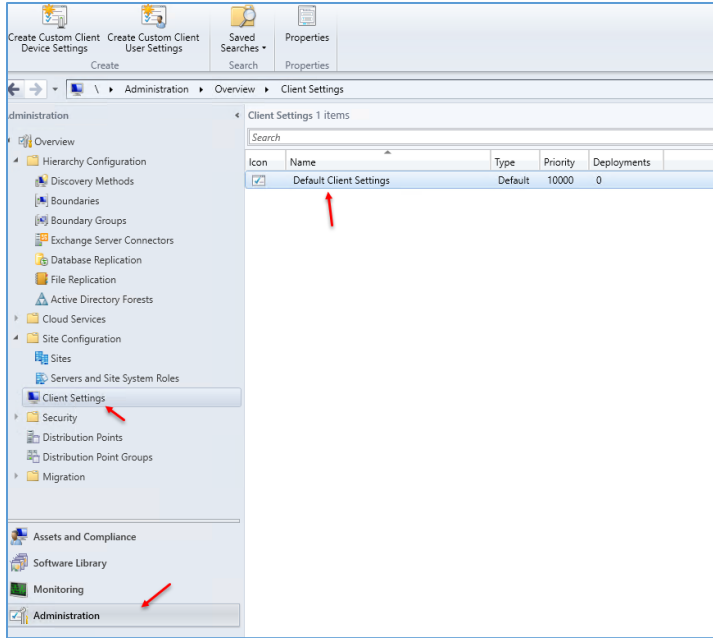 Create Custom Client Device Settings
Create Custom Client User Settings
Saved Searches
Properties
Create
Search
Properties
\ Administration Overview Client Settings
dministration
Client Settings 1 items
Overview
Search
Hierarchy Configuration
Icon Name Type Priority Deployments
Discovery Methods
Default Client Settings Default 10000 0
Boundaries
Boundary Groups
Exchange Server Connectors
Database Replication
File Replication
Active Directory Forests
Cloud Services
Site Configuration
Sites
Servers and Site System Roles
Client Settings
Security
Distribution Points
Distribution Point Groups
Migration
Assets and Compliance
Software Library
Monitoring
Administration